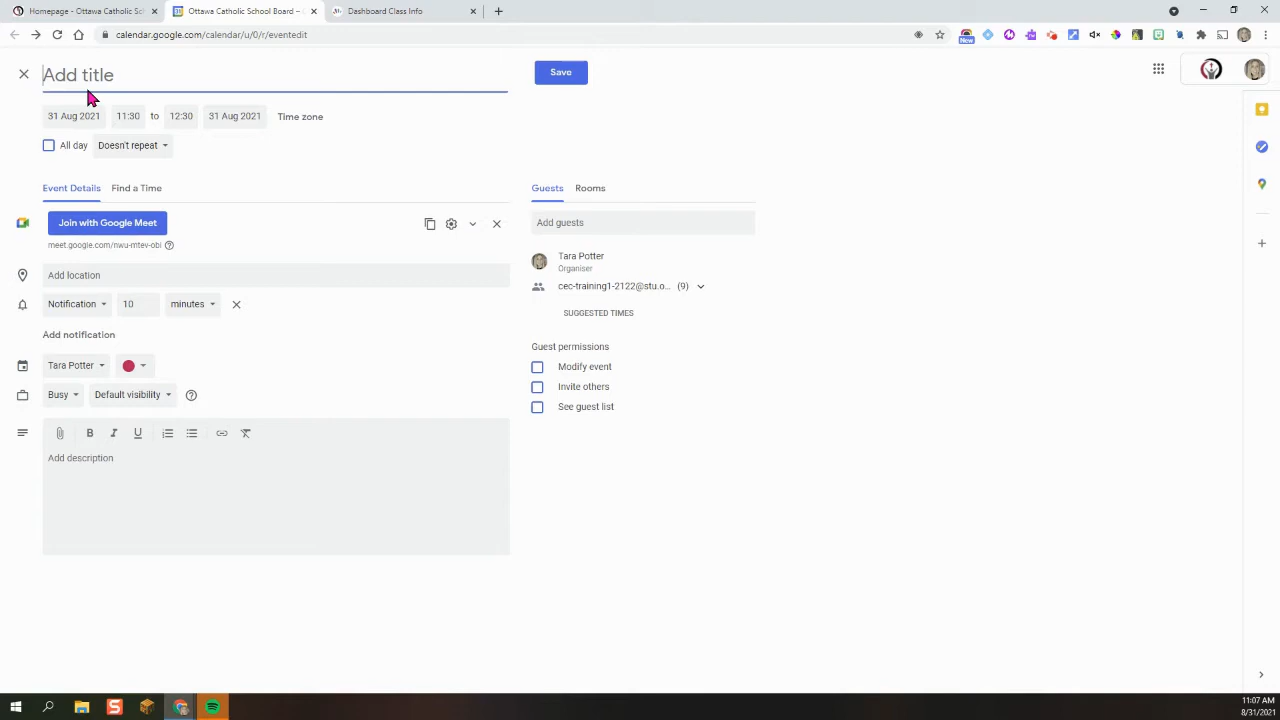 Homepage - Ottawa Catholic Sc
Ottawa Catholic School Board –
Dashboard Class Info
calendar.google.com/calendar/u/0/r/eventedit
New
Add title
Save
31 Aug 2021 11:30 to 12:30 31 Aug 2021 Time zone
All day Doesn't repeat
Event Details Find a Time
Guests Rooms
Join with Google Meet
meet.google.com/nwu-mtev-obi
Add guests
Tara Potter
Organiser
cec-training1-2122@stu.o... (9)
SUGGESTED TIMES
Add location
Notification 10 minutes
Add notification
Guest permissions
Modify event
Invite others
See guest list
Tara Potter
Busy Default visibility
B I U
Add description
11:07 AM
8/31/2021